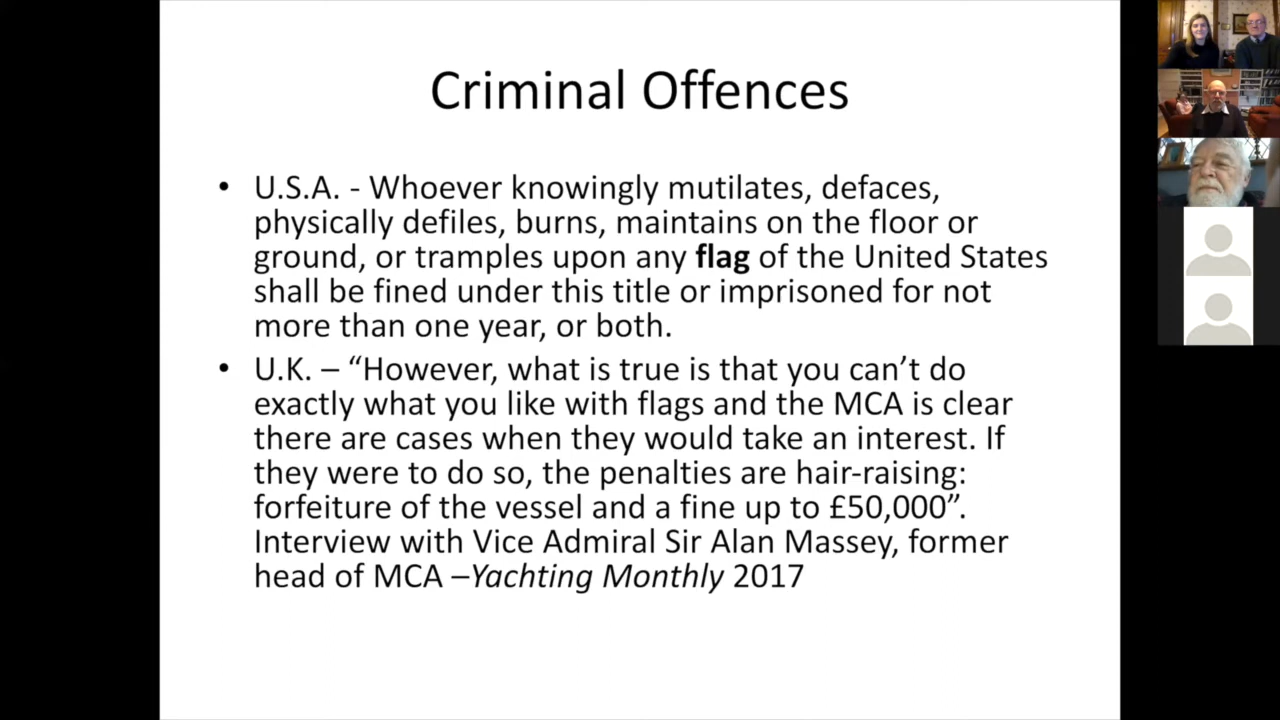 Criminal Offences
• U.S.A. - Whoever knowingly mutilates, defaces,
physically defiles, burns, maintains on the floor or
ground, or tramples upon any flag of the United States
shall be fined under this title or imprisoned for not
more than one year, or both.
• U.K. – “However, what is true is that you can’t do
exactly what you like with flags and the MCA is clear
there are cases when they would take an interest. If
they were to do so, the penalties are hair-raising:
forfeiture of the vessel and a fine up to £50,000”.
Interview with Vice Admiral Sir Alan Massey, former
head of MCA –Yachting Monthly 2017